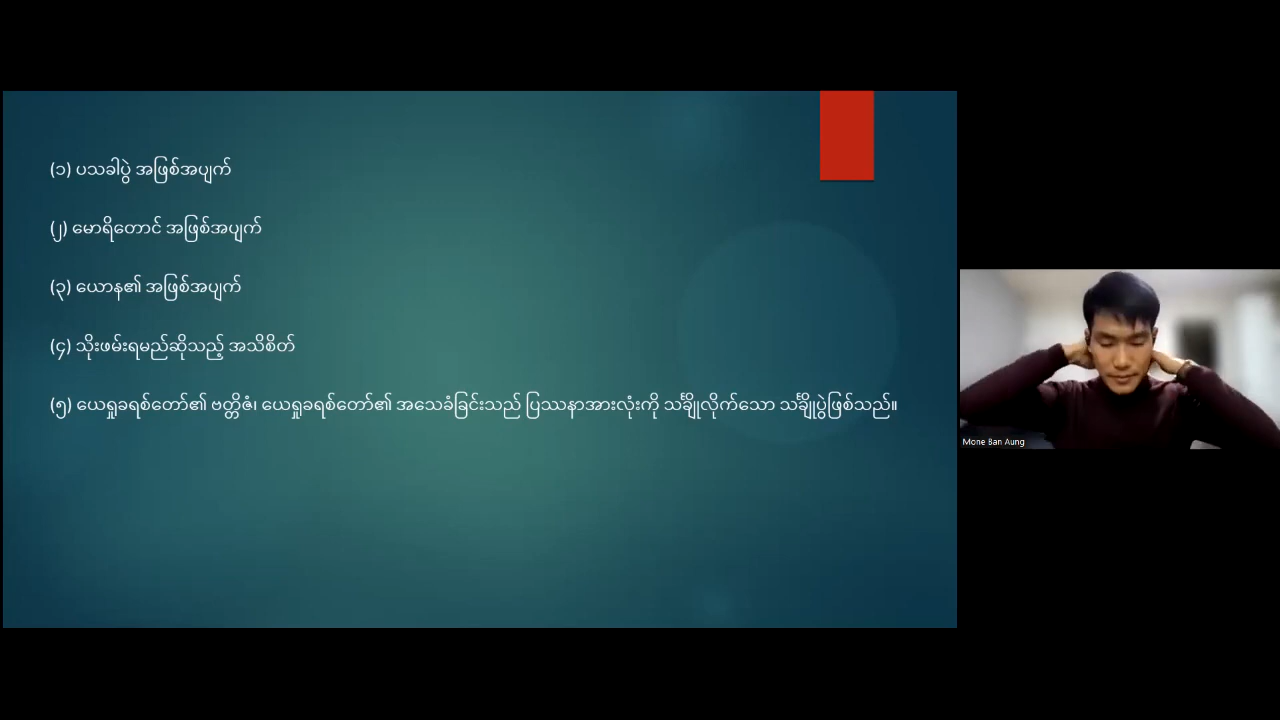 (၁) ပသခါပွဲ အဖြစ်အပျက်
(၂) မောရိတောင် အဖြစ်အပျက်
(၃) ယောန၏ အဖြစ်အပျက်
(၄) သိုးဖမ်းရမည်ဆိုသည့် အသိစိတ်
(၅) ယေရှုခရစ်တော်၏ ဗတ္တိဇံ၊ ယေရှုခရစ်တော်၏ အသေခံခြင်းသည် ပြဿနာအားလုံးကို သင်္ချိုုလိုက်သော သင်္ချိုပွဲဖြစ်သည်။
Mone Ban Aung